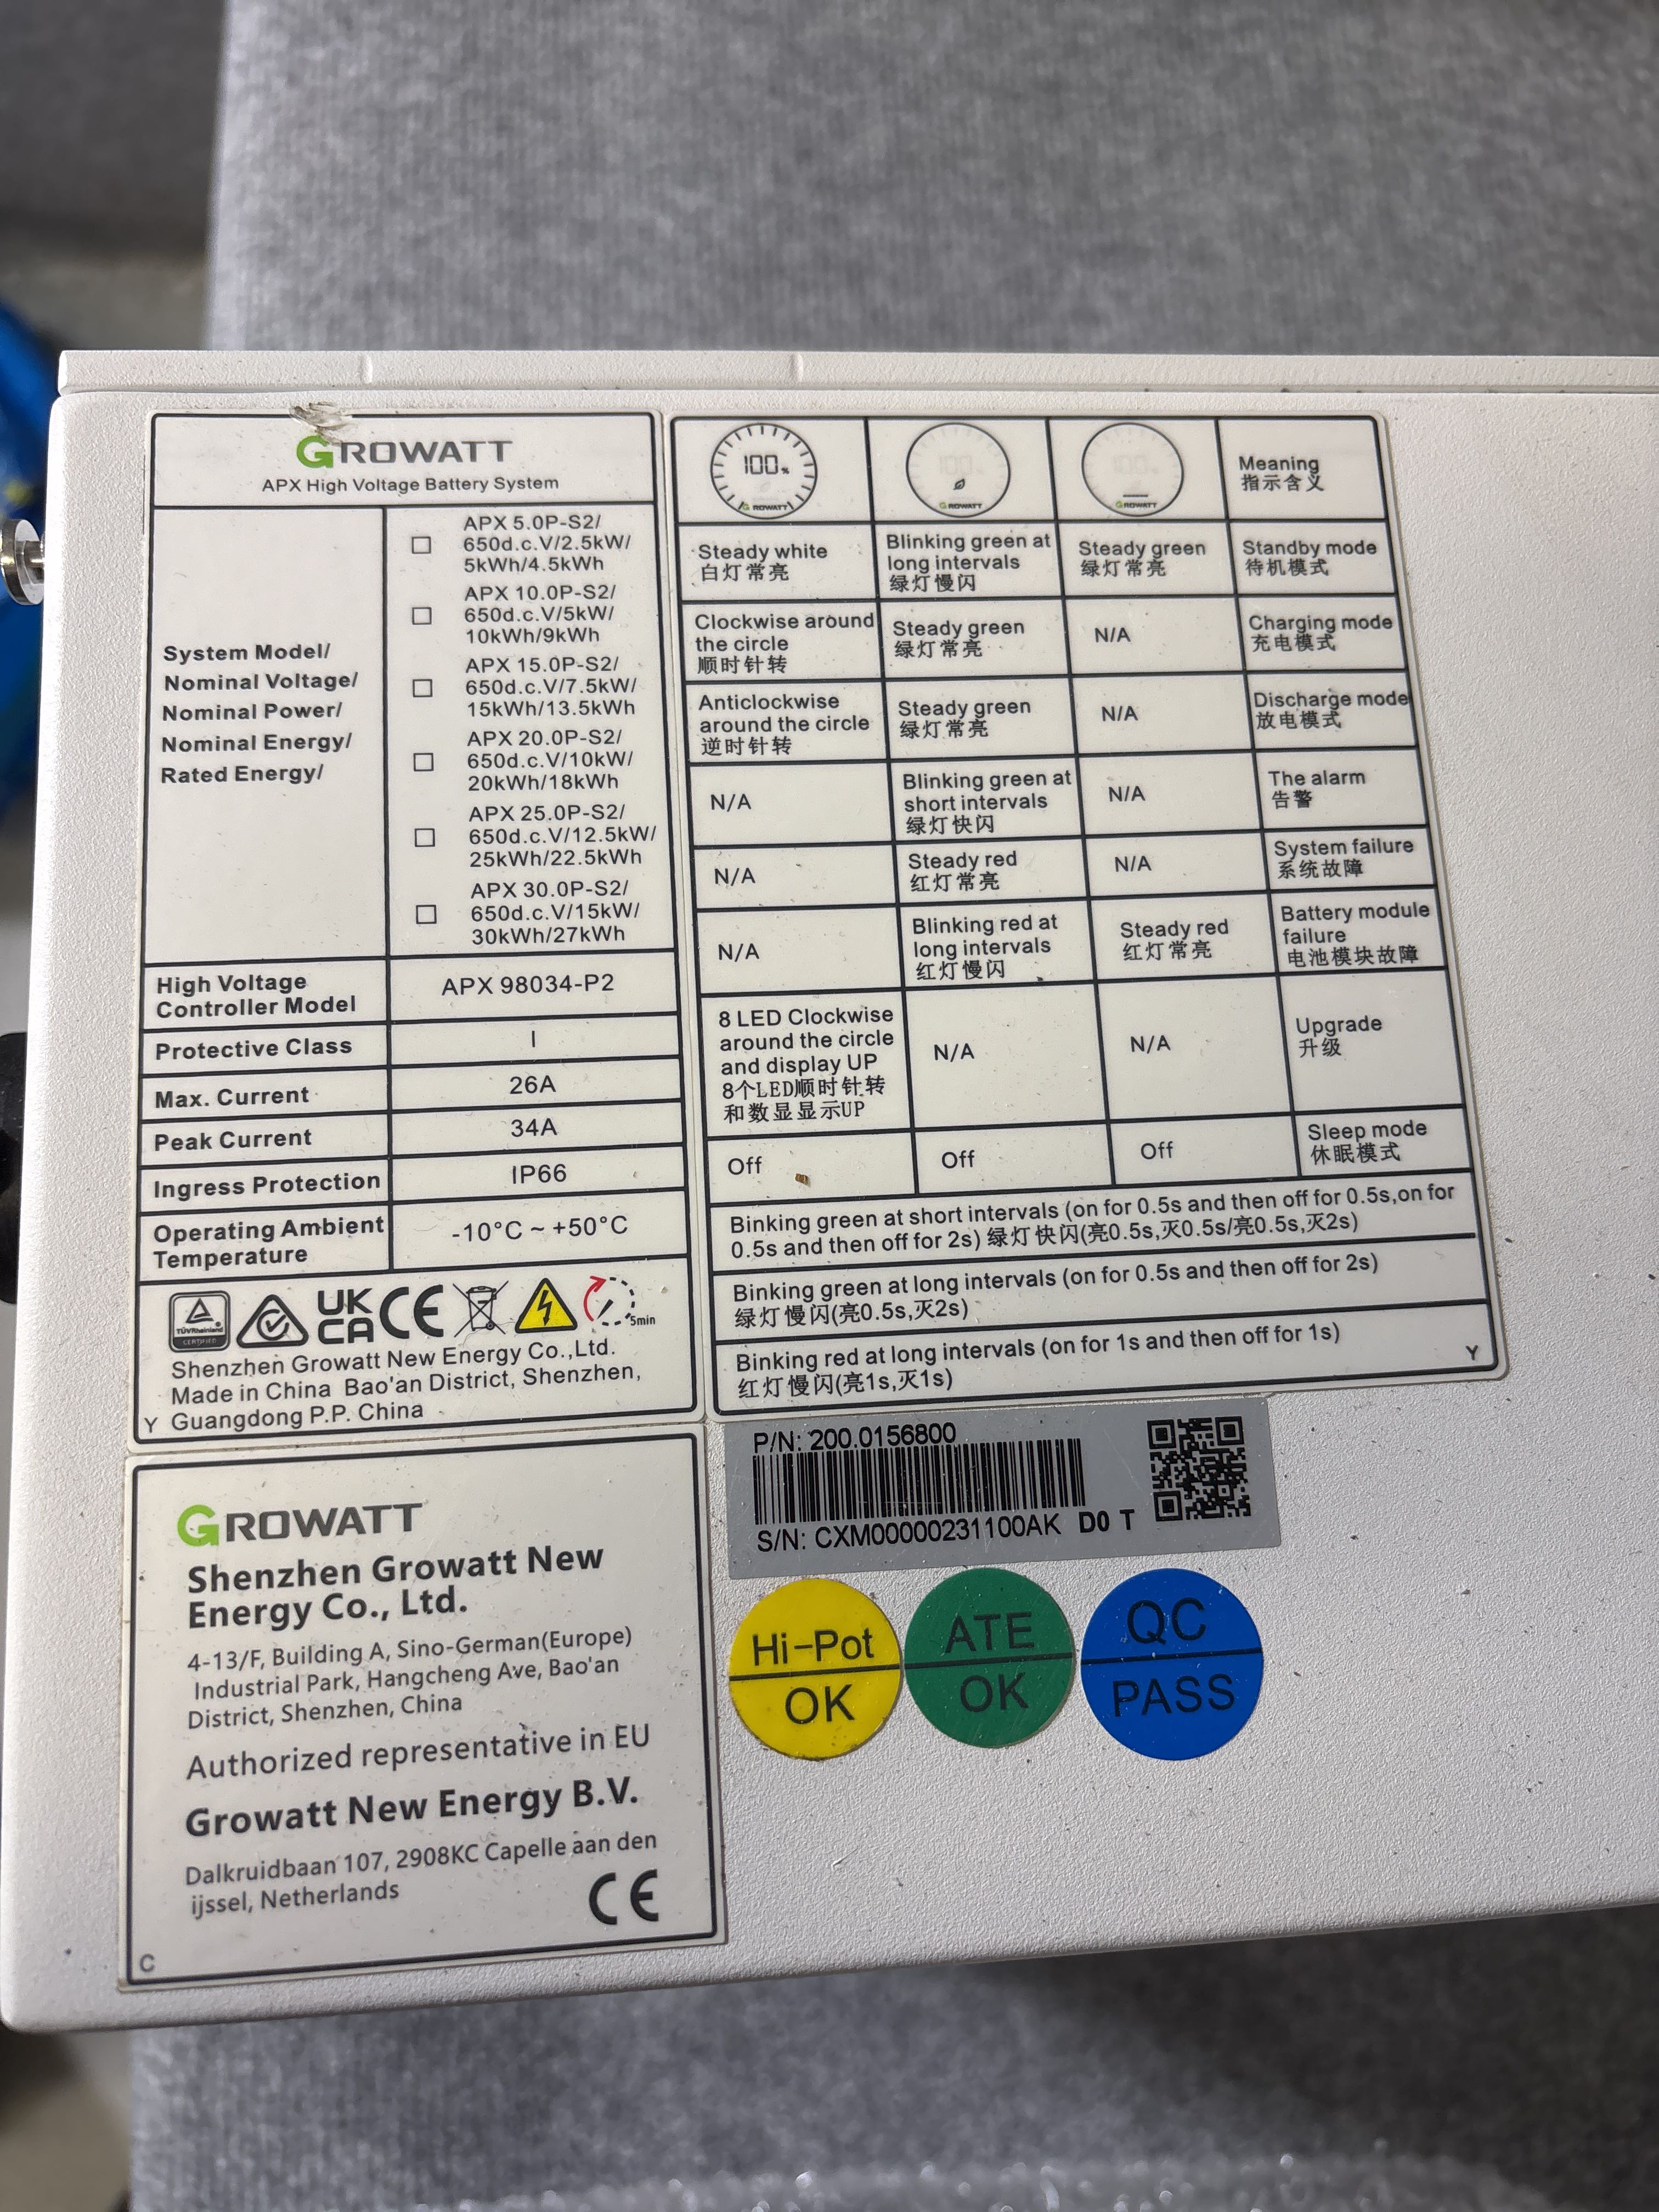 GROWATT
APX High Voltage Battery System
System Model/
Nominal Voltage/
Nominal Power/
Nominal Energy/
Rated Energy/
□ APX 5.0P-S2/
650d.c.V/2.5kW/
5kWh/4.5kWh
□ APX 10.0P-S2/
650d.c.V/5kW/
10kWh/9kWh
□ APX 15.0P-S2/
650d.c.V/7.5kW/
15kWh/13.5kWh
□ APX 20.0P-S2/
650d.c.V/10kW/
20kWh/18kWh
□ APX 25.0P-S2/
650d.c.V/12.5kW/
25kWh/22.5kWh
□ APX 30.0P-S2/
650d.c.V/15kW/
30kWh/27kWh
High Voltage
Controller Model
APX 98034-P2
Protective Class
I
Max. Current
26A
Peak Current
34A
Ingress Protection
IP66
Operating Ambient
Temperature
-10°C ~ +50°C
TÜVRheinland
CERTIFIED
UK
CA
CE
5min
Shenzhen Growatt New Energy Co.,Ltd.
Made in China Bao'an District, Shenzhen,
Y Guangdong P.P. China
100%
GROWATT
100
GROWATT
100
GROWATT
Meaning
指示含义
Steady white
白灯常亮
Blinking green at
long intervals
绿灯慢闪
Steady green
绿灯常亮
Standby mode
待机模式
Clockwise around
the circle
顺时针转
Steady green
绿灯常亮
N/A
Charging mode
充电模式
Anticlockwise
around the circle
逆时针转
Steady green
绿灯常亮
N/A
Discharge mode
放电模式
N/A
Blinking green at
short intervals
绿灯快闪
N/A
The alarm
告警
N/A
Steady red
红灯常亮
N/A
System failure
系统故障
N/A
Blinking red at
long intervals
红灯慢闪
Steady red
红灯常亮
Battery module
failure
电池模块故障
8 LED Clockwise
around the circle
and display UP
8个LED顺时针转
和数显显示UP
N/A
N/A
Upgrade
升级
Off
Off
Off
Sleep mode
休眠模式
Binking green at short intervals (on for 0.5s and then off for 0.5s,on for
0.5s and then off for 2s) 绿灯快闪(亮0.5s,灭0.5s/亮0.5s,灭2s)
Binking green at long intervals (on for 0.5s and then off for 2s)
绿灯慢闪(亮0.5s,灭2s)
Binking red at long intervals (on for 1s and then off for 1s)
红灯慢闪(亮1s,灭1s)
Y
P/N: 200.0156800
S/N: CXM00000231100AK D0 T
Hi-Pot
OK
ATE
OK
QC
PASS
GROWATT
Shenzhen Growatt New
Energy Co., Ltd.
4-13/F, Building A, Sino-German(Europe)
Industrial Park, Hangcheng Ave, Bao'an
District, Shenzhen, China
Authorized representative in EU
Growatt New Energy B.V.
Dalkruidbaan 107, 2908KC Capelle aan den
ijssel, Netherlands
CE
C